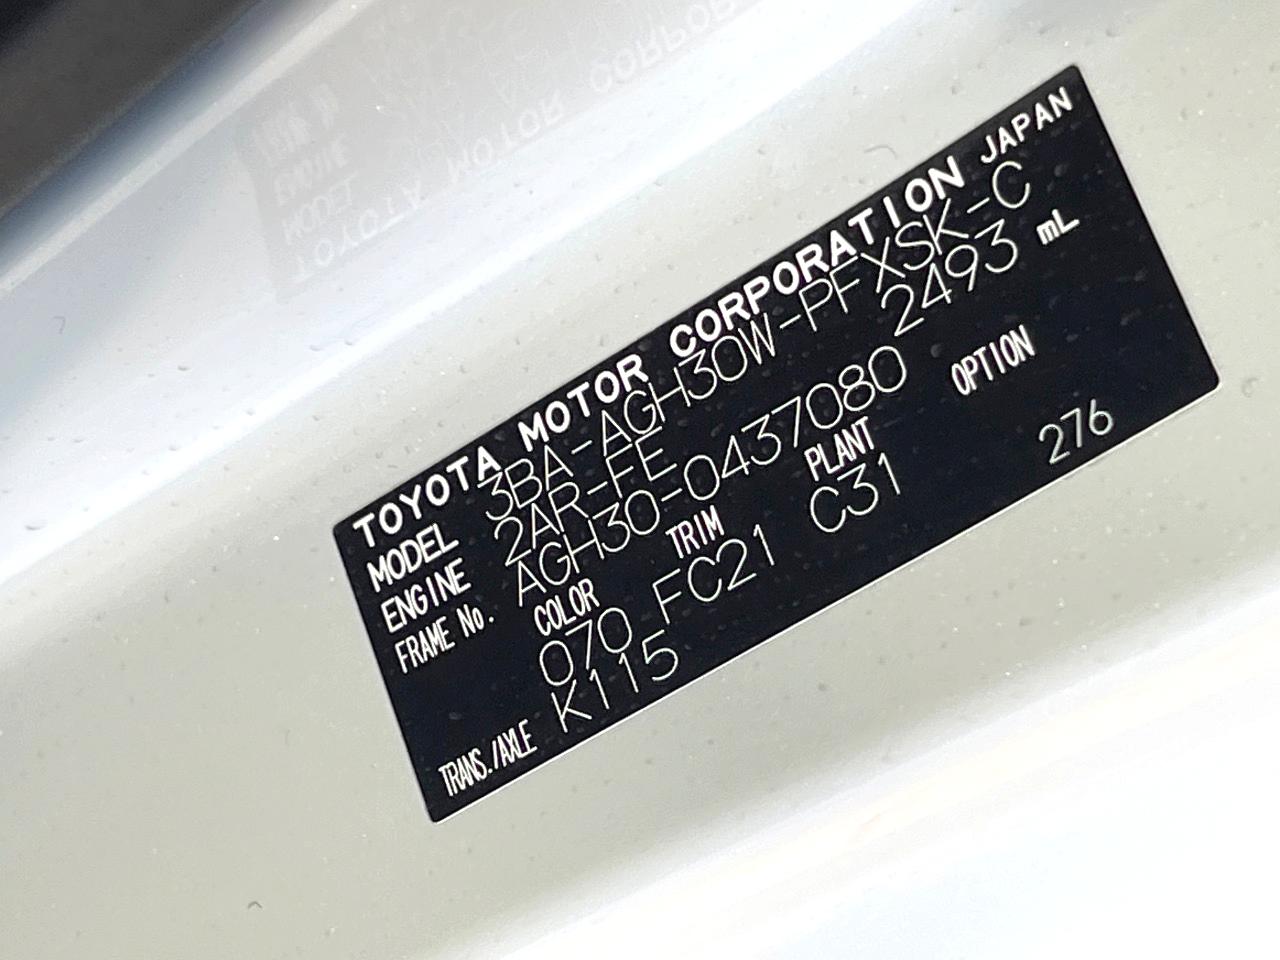 TOYOTA MOTOR CORPORATION JAPAN
MODEL 3BA-AGH30W-PFXSK-C
ENGINE 2AR-FE 2493 mL
FRAME No. AGH30-0437080
COLOR TRIM PLANT OPTION
070 FC21 C31 276
TRANS./AXLE K115